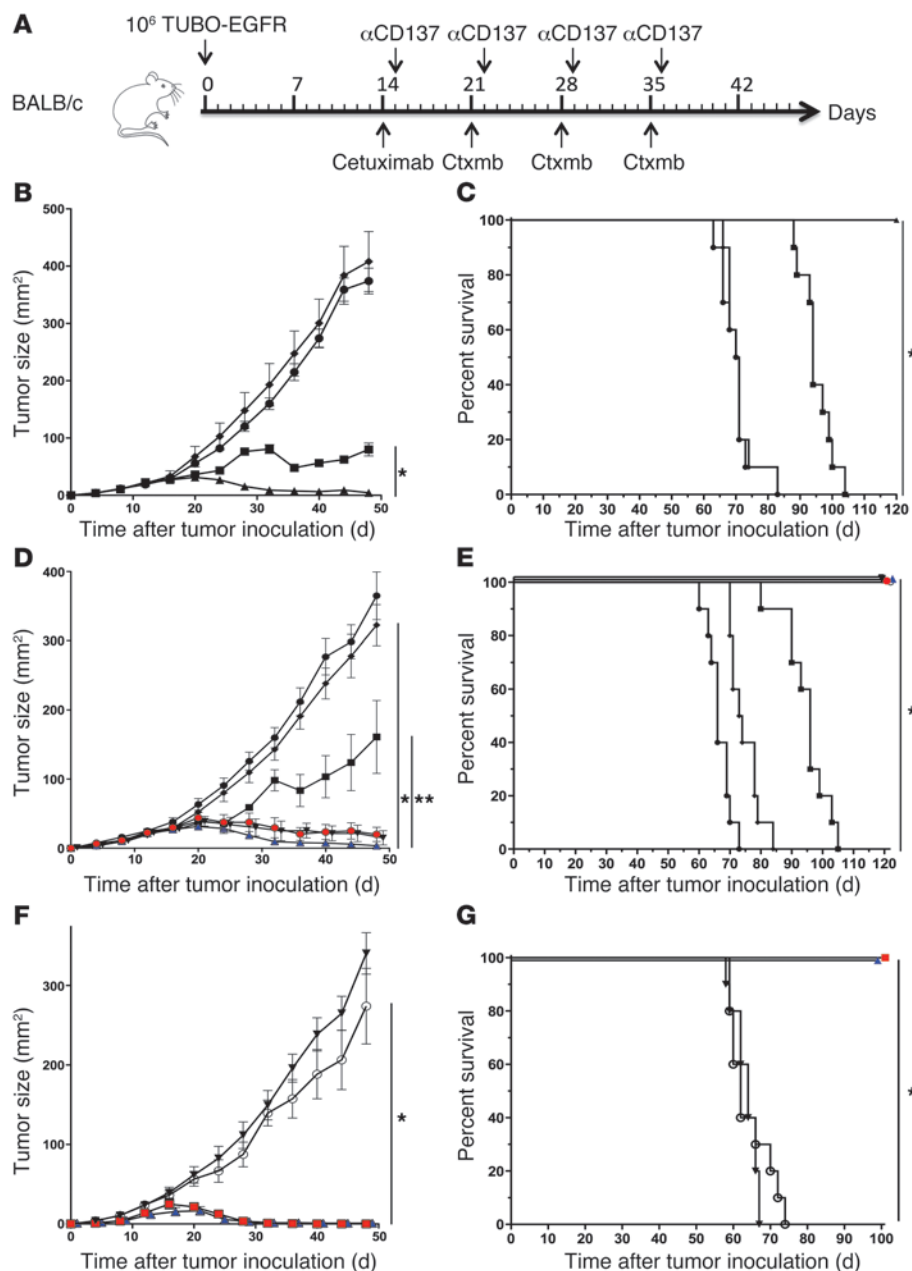 A
10⁶ TUBO-EGFR
αCD137 αCD137 αCD137 αCD137
BALB/c
0 7 14 21 28 35 42
Days
Cetuximab Ctxmb Ctxmb Ctxmb
B
Tumor size (mm²)
500
400
300
200
100
0
*
0 10 20 30 40 50
Time after tumor inoculation (d)
C
Percent survival
100
80
60
40
20
0
*
0 10 20 30 40 50 60 70 80 90 100 110 120
Time after tumor inoculation (d)
D
Tumor size (mm²)
400
300
200
100
0
* **
0 10 20 30 40 50
Time after tumor inoculation (d)
E
Percent survival
100
80
60
40
20
0
*
0 10 20 30 40 50 60 70 80 90 100 110 120
Time after tumor inoculation (d)
F
Tumor size (mm²)
300
200
100
0
*
0 10 20 30 40 50
Time after tumor inoculation (d)
G
Percent survival
100
80
60
40
20
0
*
0 10 20 30 40 50 60 70 80 90 100
Time after tumor inoculation (d)